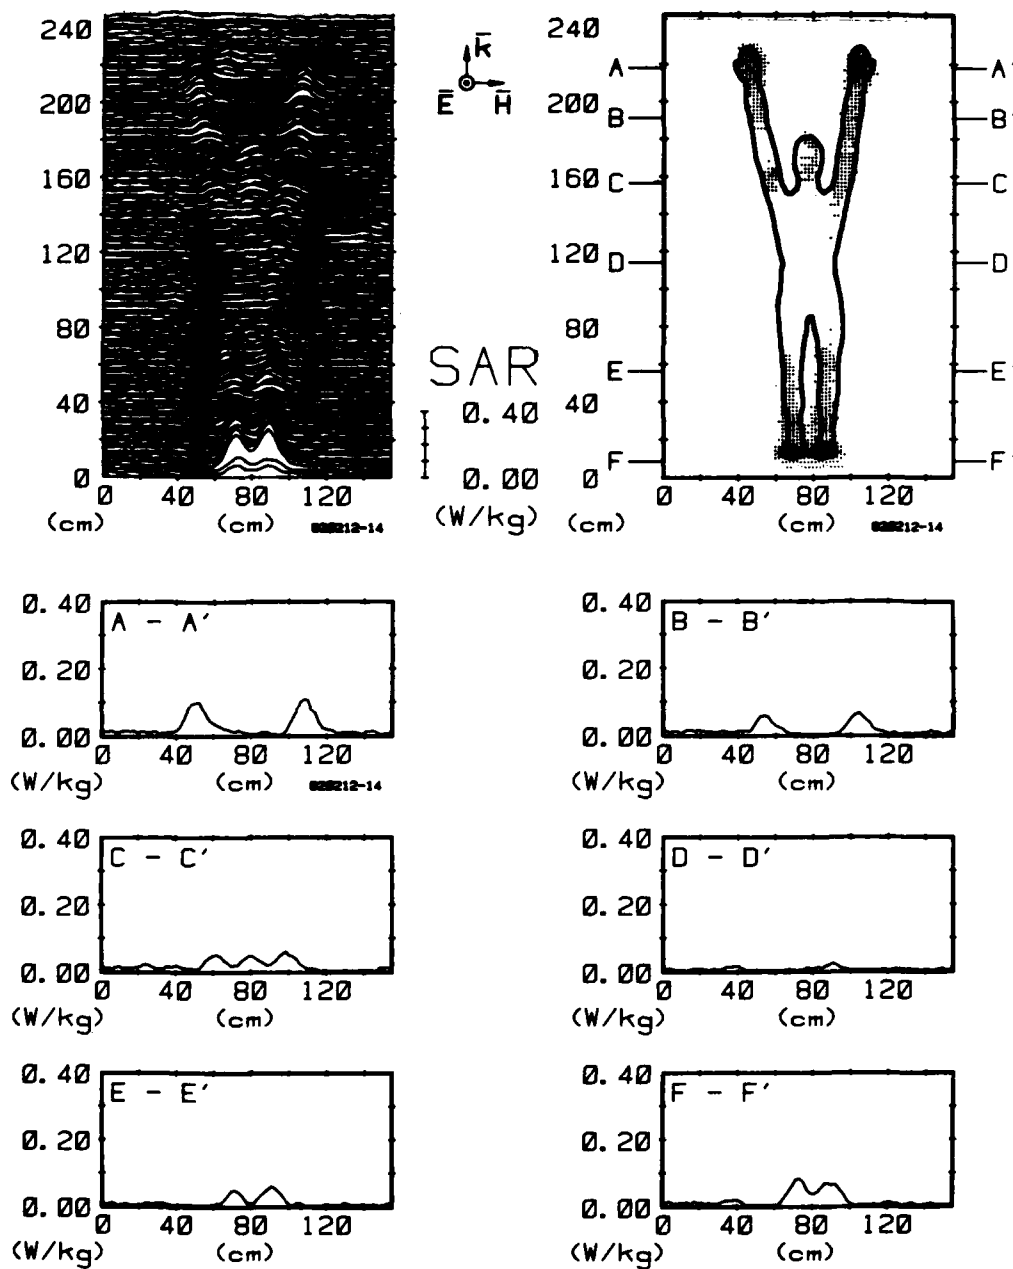 240
200
160
120
80
40
0
0 40 80 120
(cm) (cm)
k
E H
SAR
0.40
0.00
(W/kg)
240
200
160
120
80
40
0
A A'
B B'
C C'
D D'
E E'
F F'
0 40 80 120
(cm) (cm)
A - A'
0.40
0.20
0.00
0 40 80 120
(W/kg) (cm)
B - B'
0.40
0.20
0.00
0 40 80 120
(W/kg) (cm)
C - C'
0.40
0.20
0.00
0 40 80 120
(W/kg) (cm)
D - D'
0.40
0.20
0.00
0 40 80 120
(W/kg) (cm)
E - E'
0.40
0.20
0.00
0 40 80 120
(W/kg) (cm)
F - F'
0.40
0.20
0.00
0 40 80 120
(W/kg) (cm)